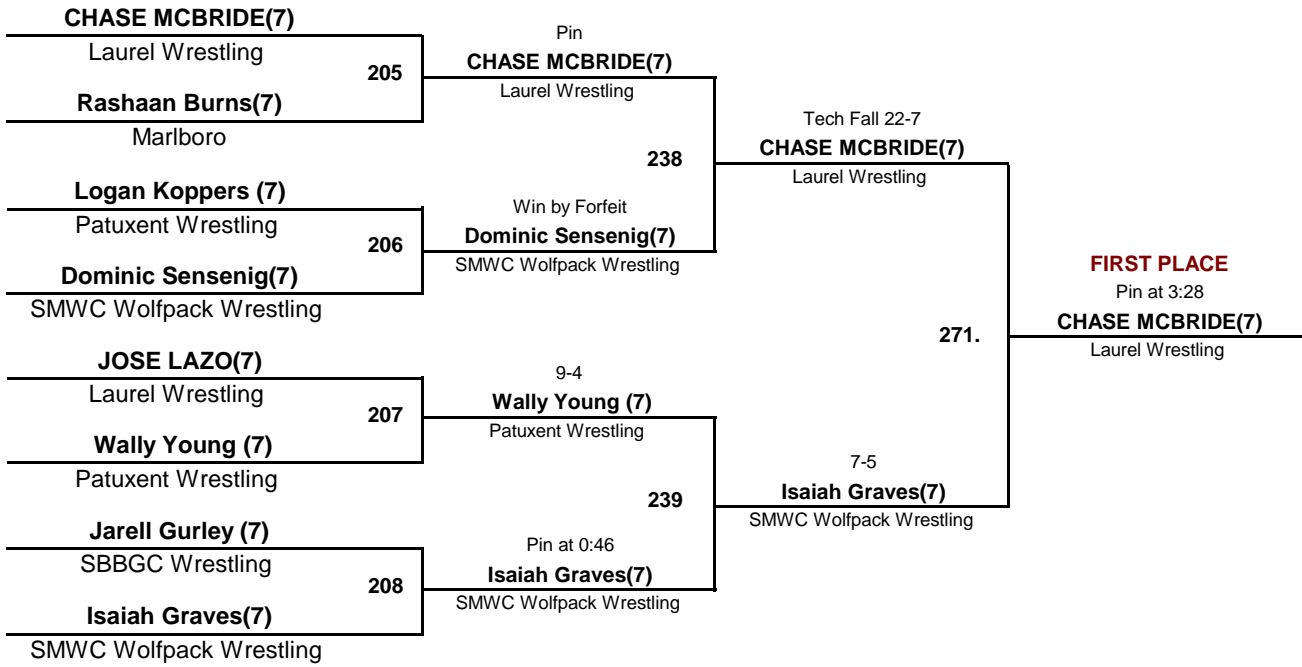 CHASE MCBRIDE(7)
Laurel Wrestling
205
Rashaan Burns(7)
Marlboro
Logan Koppers (7)
Patuxent Wrestling
206
Dominic Sensenig(7)
SMWC Wolfpack Wrestling
JOSE LAZO(7)
Laurel Wrestling
207
Wally Young (7)
Patuxent Wrestling
Jarell Gurley (7)
SBBGC Wrestling
208
Isaiah Graves(7)
SMWC Wolfpack Wrestling
Pin
CHASE MCBRIDE(7)
Laurel Wrestling
238
Win by Forfeit
Dominic Sensenig(7)
SMWC Wolfpack Wrestling
9-4
Wally Young (7)
Patuxent Wrestling
239
Pin at 0:46
Isaiah Graves(7)
SMWC Wolfpack Wrestling
Tech Fall 22-7
CHASE MCBRIDE(7)
Laurel Wrestling
271.
7-5
Isaiah Graves(7)
SMWC Wolfpack Wrestling
FIRST PLACE
Pin at 3:28
CHASE MCBRIDE(7)
Laurel Wrestling